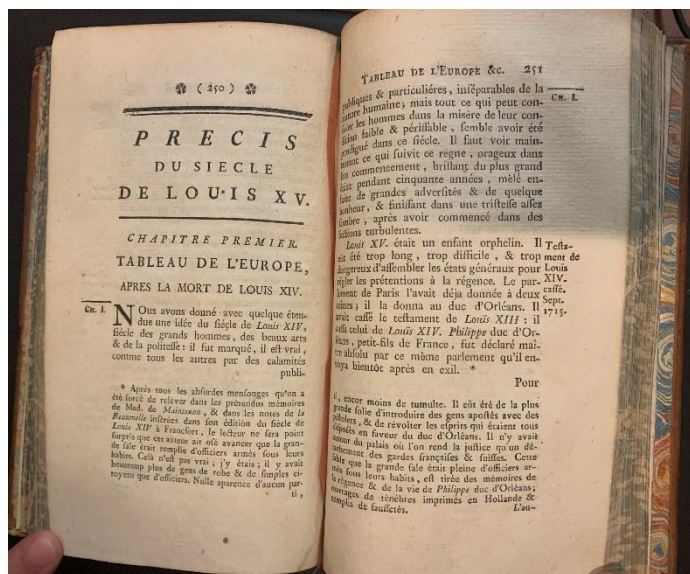 ( 250 )
PRECIS
DU SIECLE
DE LOUIS XV.
CHAPITRE PREMIER.
TABLEAU DE L'EUROPE,
APRES LA MORT DE LOUIS XIV.
CH. I.
NOus avons donné avec quelque éten-
due une idée du siécle de Louis XIV,
siécle des grands hommes, des beaux arts
& de la politesse : il fut marqué, il est vrai,
comme tous les autres par des calamités
publi-
* Après tous les absurdes mensonges qu'on a
été forcé de relever dans les prétendus mémoires
de Mad. de Maintenon, & dans les notes de la
Beaumelle insérées dans son édition du siécle de
Louis XIV à Francfort, le lecteur ne sera point
surpris que cet auteur ait osé avancer que la gran-
de sale était remplie d'officiers armés sous leurs
habits. Cela n'est pas vrai ; j'y étais ; il y avait
beaucoup plus de gens de robe & de simples ci-
toyens que d'officiers. Nulle aparence d'aucun par-
ti,
TABLEAU DE L'EUROPE &c. 251
CH. I.
publiques & particuliéres, inséparables de la
nature humaine ; mais tout ce qui peut con-
les hommes dans la misère de leur con-
faible & périssable, semble avoir été
prodigué dans ce siécle. Il faut voir main-
tenant ce qui suivit ce regne, orageux dans
son commencement, brillant du plus grand
éclat pendant cinquante années, mêlé en-
suite de grandes adversités & de quelque
bonheur, & finissant dans une tristesse assez
sombre, après avoir commencé dans des
factions turbulentes.
Louis XV. était un enfant orphelin. Il
eût été trop long, trop difficile, & trop
dangereux d'assembler les états généraux pour
régler les prétentions à la régence. Le par-
lement de Paris l'avait déja donnée à deux
reines ; il la donna au duc d'Orléans. Il
avait cassé le testament de Louis XIII : il
cassa celui de Louis XIV. Philippe duc d'Or-
léans, petit-fils de France, fut déclaré maî-
tre absolu par ce même parlement qu'il en-
voya bientôt après en exil. *
Testa-
ment de
Louis
XIV.
cassé.
Sept.
1715.
Pour
ti, encor moins de tumulte. Il eût été de la plus
grande folie d'introduire des gens apostés avec des
pistolets, & de révolter les esprits qui étaient tous
disposés en faveur du duc d'Orléans. Il n'y avait
autour du palais où l'on rend la justice qu'un dé-
tachement des gardes françaises & suisses. Cette
fable que la grande sale était pleine d'officiers ar-
més sous leurs habits, est tirée des mémoires de
la régence & de la vie de Philippe duc d'Orléans ;
ouvrages de ténèbres imprimés en Hollande &
remplis de faussetés.
L'au-